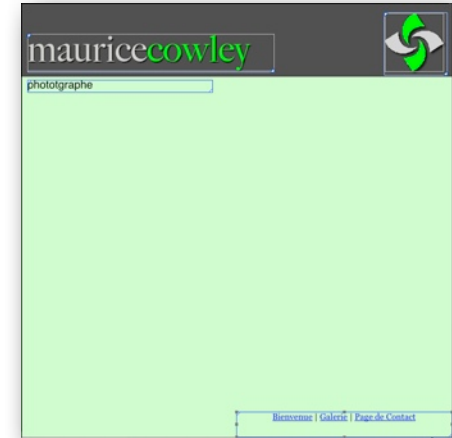 mauricecowley
phototgraphe
Bienvenue | Galerie | Page de Contact